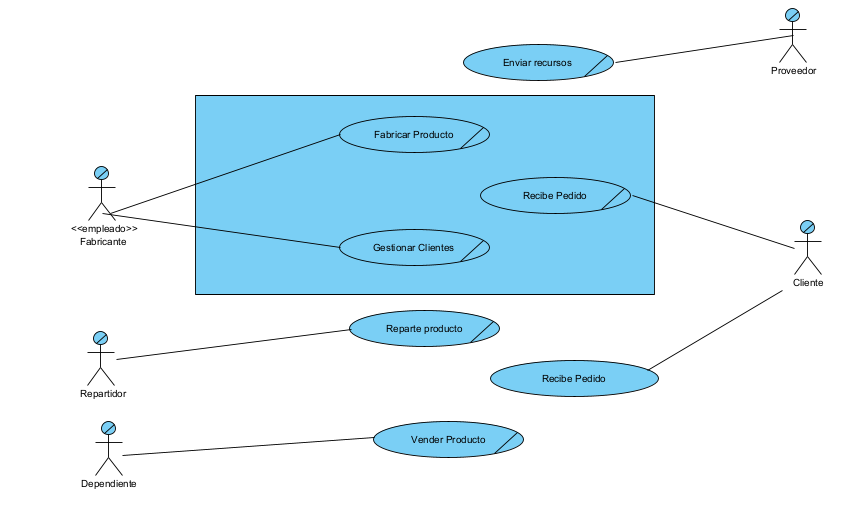 Enviar recursos
Proveedor
Fabricar Producto
Recibe Pedido
<<empleado>>
Fabricante
Gestionar Clientes
Cliente
Reparte producto
Recibe Pedido
Repartidor
Vender Producto
Dependiente